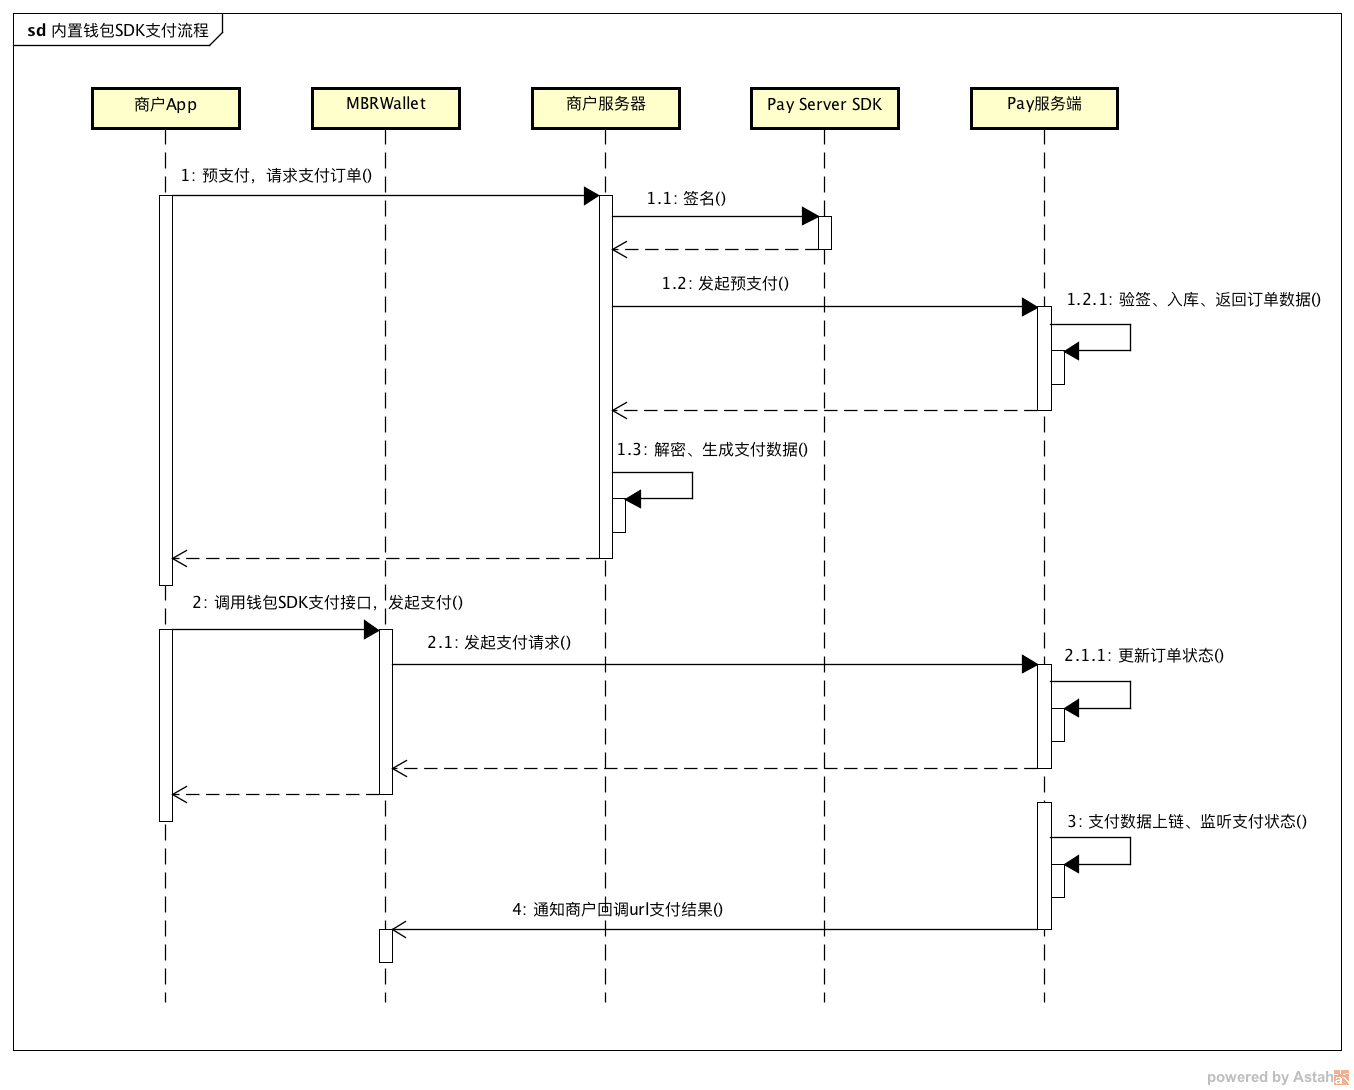 sd 内置钱包SDK支付流程
商户App
MBRWallet
商户服务器
Pay Server SDK
Pay服务端
1: 预支付，请求支付订单()
1.1: 签名()
1.2: 发起预支付()
1.2.1: 验签、入库、返回订单数据()
1.3: 解密、生成支付数据()
2: 调用钱包SDK支付接口，发起支付()
2.1: 发起支付请求()
2.1.1: 更新订单状态()
3: 支付数据上链、监听支付状态()
4: 通知商户回调url支付结果()
powered by Astah